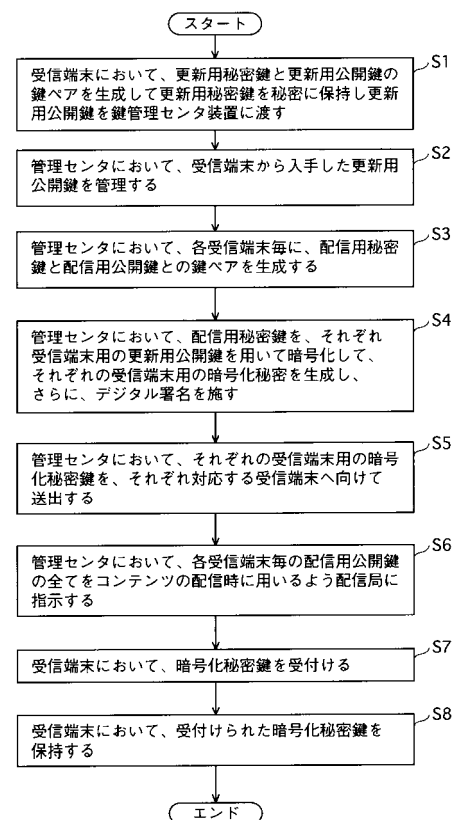 スタート
S1
受信端末において、更新用秘密鍵と更新用公開鍵の
鍵ペアを生成して更新用秘密鍵を秘密に保持し更新
用公開鍵を鍵管理センタ装置に渡す
S2
管理センタにおいて、受信端末から入手した更新用
公開鍵を管理する
S3
管理センタにおいて、各受信端末毎に、配信用秘密
鍵と配信用公開鍵との鍵ペアを生成する
S4
管理センタにおいて、配信用秘密鍵を、それぞれ
受信端末用の更新用公開鍵を用いて暗号化して、
それぞれの受信端末用の暗号化秘密を生成し、
さらに、デジタル署名を施す
S5
管理センタにおいて、それぞれの受信端末用の暗号
化秘密鍵を、それぞれ対応する受信端末へ向けて
送出する
S6
管理センタにおいて、各受信端末毎の配信用公開鍵
の全てをコンテンツの配信時に用いるよう配信局に
指示する
S7
受信端末において、暗号化秘密鍵を受付ける
S8
受信端末において、受付けられた暗号化秘密鍵を
保持する
エンド